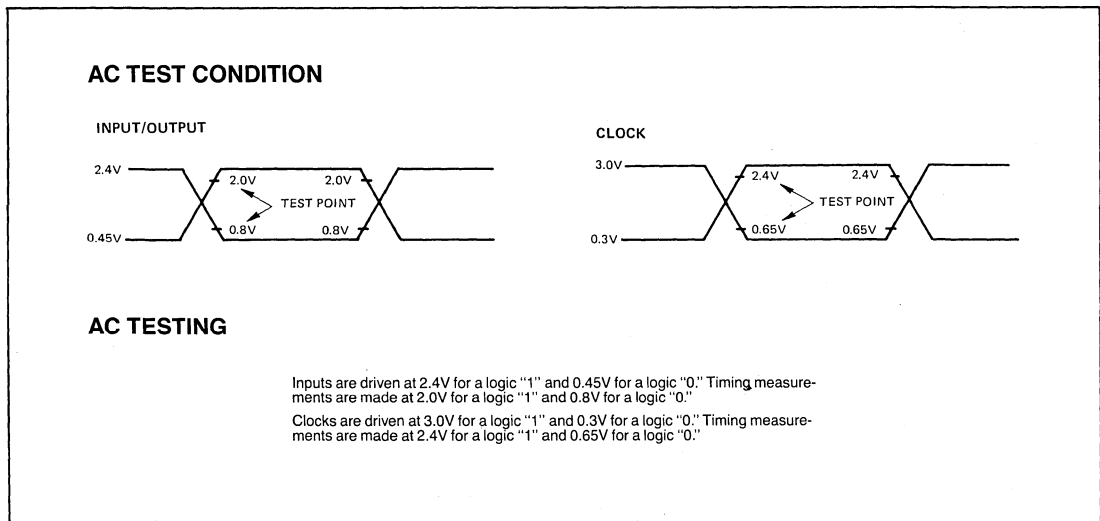 AC TEST CONDITION
INPUT/OUTPUT
2.4V
2.0V
2.0V
TEST POINT
0.8V
0.8V
0.45V
CLOCK
3.0V
2.4V
2.4V
TEST POINT
0.65V
0.65V
0.3V
AC TESTING
Inputs are driven at 2.4V for a logic “1” and 0.45V for a logic “0.” Timing measure-
ments are made at 2.0V for a logic “1” and 0.8V for a logic “0.”
Clocks are driven at 3.0V for a logic “1” and 0.3V for a logic “0.” Timing measure-
ments are made at 2.4V for a logic “1” and 0.65V for a logic “0.”